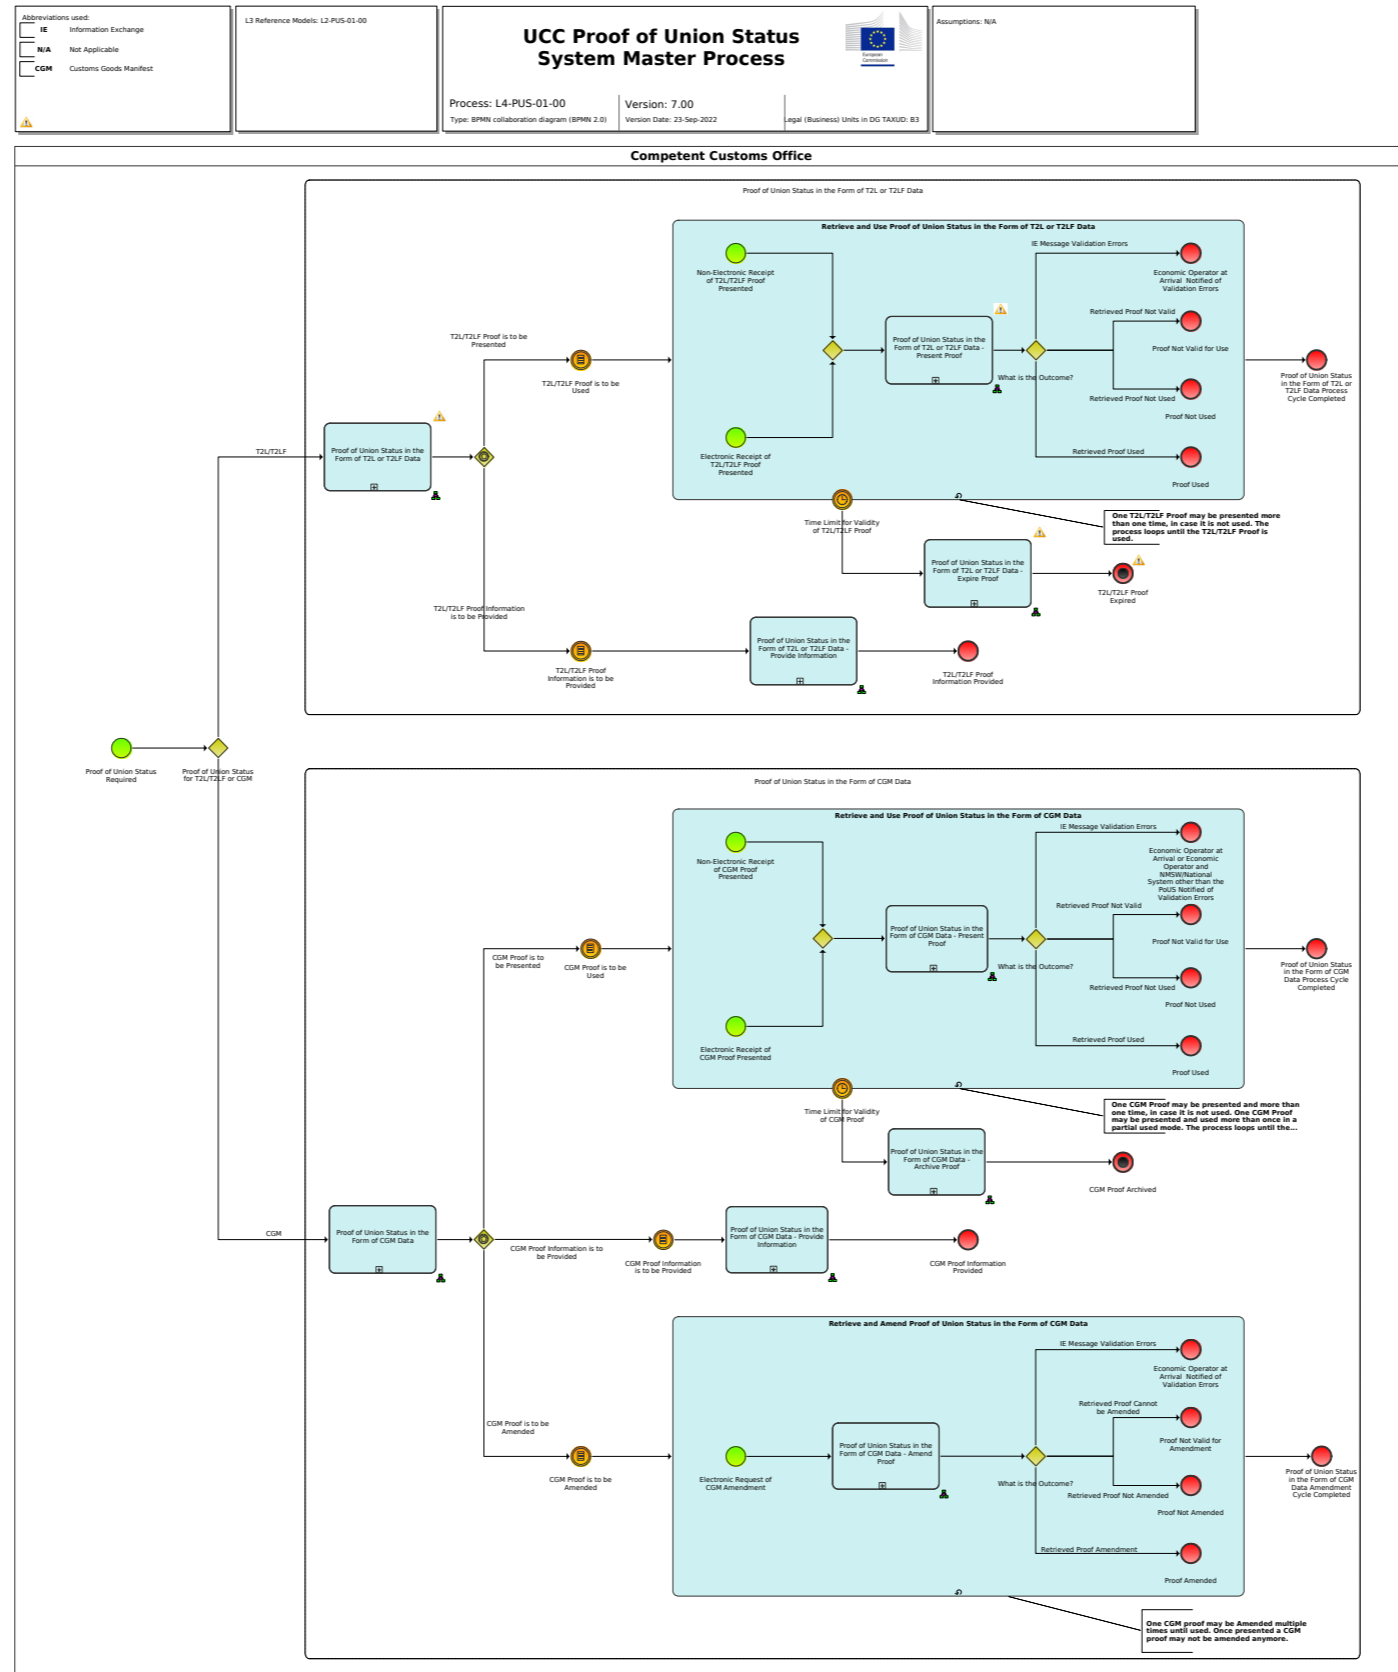 Abbreviations used:
IE Information Exchange
N/A Not Applicable
CGM Customs Goods Manifest
L3 Reference Models: L2-PUS-01-00
UCC Proof of Union Status
System Master Process
European
Commission
Process: L4-PUS-01-00
Version: 7.00
Type: BPMN collaboration diagram (BPMN 2.0)
Version Date: 23-Sep-2022
Legal (Business) Units in DG TAXUD: B3
Assumptions: N/A
Competent Customs Office
Proof of Union Status in the Form of T2L or T2LF Data
Retrieve and Use Proof of Union Status in the Form of T2L or T2LF Data
Non-Electronic Receipt
of T2L/T2LF Proof
Presented
Electronic Receipt of
T2L/T2LF Proof
Presented
Proof of Union Status in the
Form of T2L or T2LF Data -
Present Proof
What is the Outcome?
IE Message Validation Errors
Economic Operator at
Arrival Notified of
Validation Errors
Retrieved Proof Not Valid
Proof Not Valid for Use
Retrieved Proof Not Used
Proof Not Used
Retrieved Proof Used
Proof Used
Proof of Union Status
in the Form of T2L or
T2LF Data Process
Cycle Completed
T2L/T2LF Proof is to be
Presented
T2L/T2LF Proof is to be
Used
T2L/T2LF
Proof of Union Status in the
Form of T2L or T2LF Data
Time Limit for Validity
of T2L/T2LF Proof
One T2L/T2LF Proof may be presented more
than one time, in case it is not used. The
process loops until the T2L/T2LF Proof is
used.
Proof of Union Status in the
Form of T2L or T2LF Data -
Expire Proof
T2L/T2LF Proof
Expired
T2L/T2LF Proof Information
is to be Provided
T2L/T2LF Proof
Information is to be
Provided
Proof of Union Status in the
Form of T2L or T2LF Data -
Provide Information
T2L/T2LF Proof
Information Provided
Proof of Union Status
Required
Proof of Union Status
for T2L/T2LF or CGM
Proof of Union Status in the Form of CGM Data
Retrieve and Use Proof of Union Status in the Form of CGM Data
Non-Electronic Receipt
of CGM Proof
Presented
Electronic Receipt of
CGM Proof Presented
Proof of Union Status in the
Form of CGM Data - Present
Proof
What is the Outcome?
IE Message Validation Errors
Economic Operator at
Arrival or Economic
Operator and
NMSW/National
System other than the
PoUS Notified of
Validation Errors
Retrieved Proof Not Valid
Proof Not Valid for Use
Retrieved Proof Not Used
Proof Not Used
Retrieved Proof Used
Proof Used
Proof of Union Status
in the Form of CGM
Data Process Cycle
Completed
CGM Proof is to
be Presented
CGM Proof is to be
Used
Time Limit for Validity
of CGM Proof
One CGM Proof may be presented and more than
one time, in case it is not used. One CGM Proof
may be presented and used more than once in a
partial used mode. The process loops until the...
Proof of Union Status in the
Form of CGM Data -
Archive Proof
CGM Proof Archived
CGM
Proof of Union Status in the
Form of CGM Data
CGM Proof Information is to
be Provided
CGM Proof Information
is to be Provided
Proof of Union Status in the
Form of CGM Data - Provide
Information
CGM Proof Information
Provided
Retrieve and Amend Proof of Union Status in the Form of CGM Data
CGM Proof is to be
Amended
CGM Proof is to be
Amended
Electronic Request of
CGM Amendment
Proof of Union Status in the
Form of CGM Data - Amend
Proof
What is the Outcome?
IE Message Validation Errors
Economic Operator at
Arrival Notified of
Validation Errors
Retrieved Proof Cannot
be Amended
Proof Not Valid for
Amendment
Retrieved Proof Not Amended
Proof Not Amended
Retrieved Proof Amendment
Proof Amended
Proof of Union Status
in the Form of CGM
Data Amendment
Cycle Completed
One CGM proof may be Amended multiple
times until used. Once presented a CGM
proof may not be amended anymore.